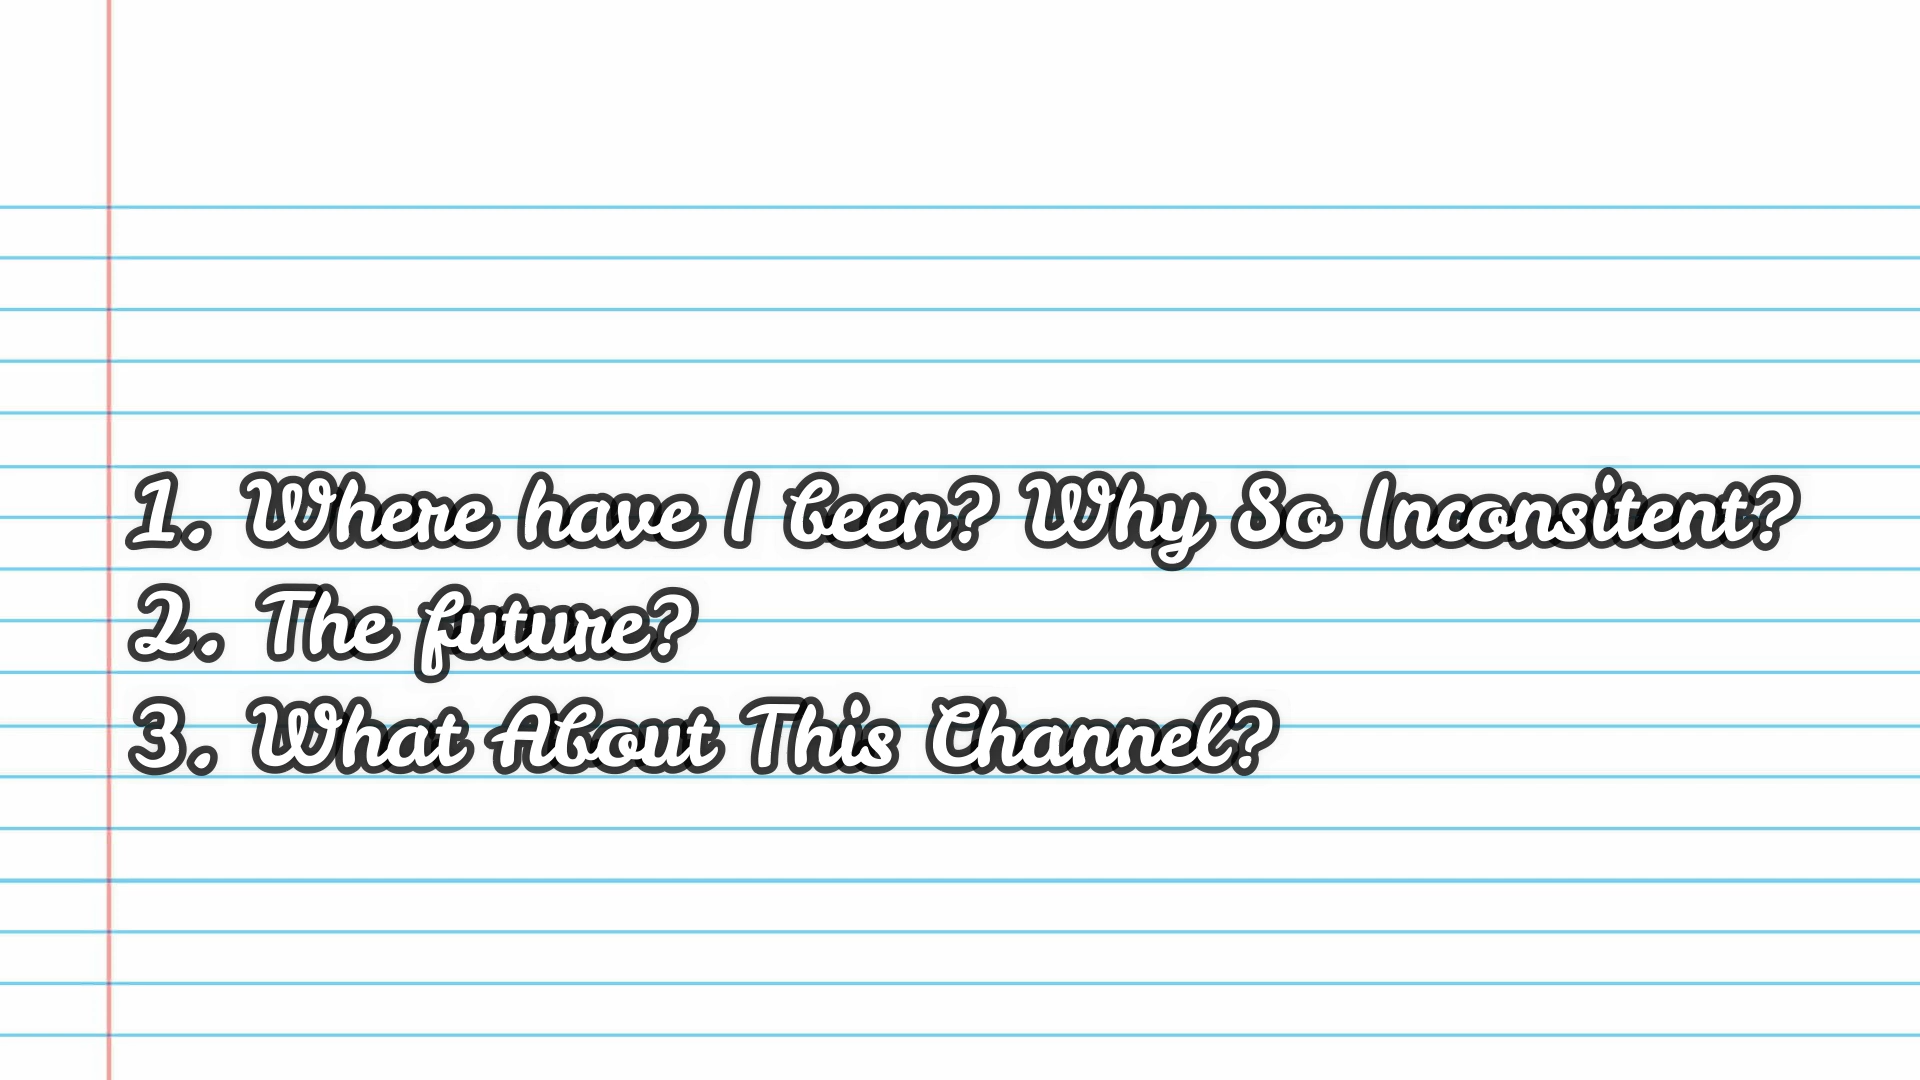 1. Where have I been? Why So Inconsitent?
2. The future?
3. What About This Channel?